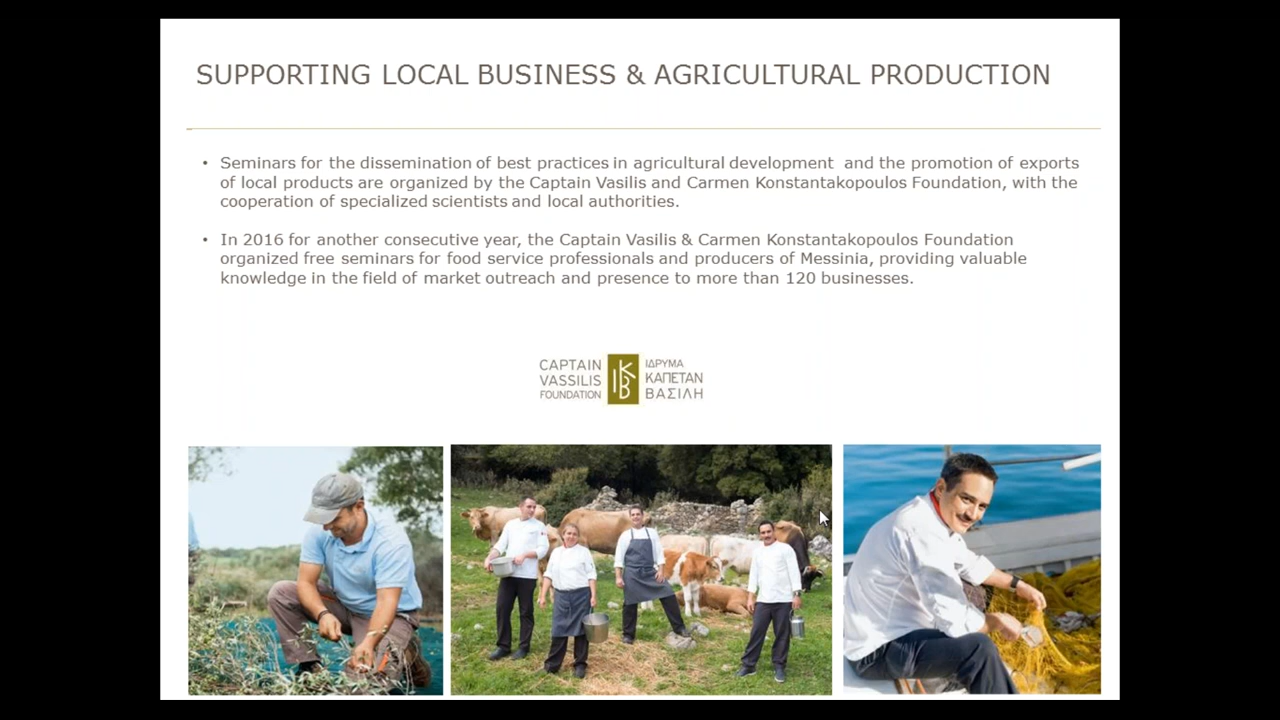 SUPPORTING LOCAL BUSINESS & AGRICULTURAL PRODUCTION
• Seminars for the dissemination of best practices in agricultural development and the promotion of exports
of local products are organized by the Captain Vasilis and Carmen Konstantakopoulos Foundation, with the
cooperation of specialized scientists and local authorities.
• In 2016 for another consecutive year, the Captain Vasilis & Carmen Konstantakopoulos Foundation
organized free seminars for food service professionals and producers of Messinia, providing valuable
knowledge in the field of market outreach and presence to more than 120 businesses.
CAPTAIN
VASSILIS
FOUNDATION
ΙΔΡΥΜΑ
ΚΑΠΕΤΑΝ
ΒΑΣΙΛΗ